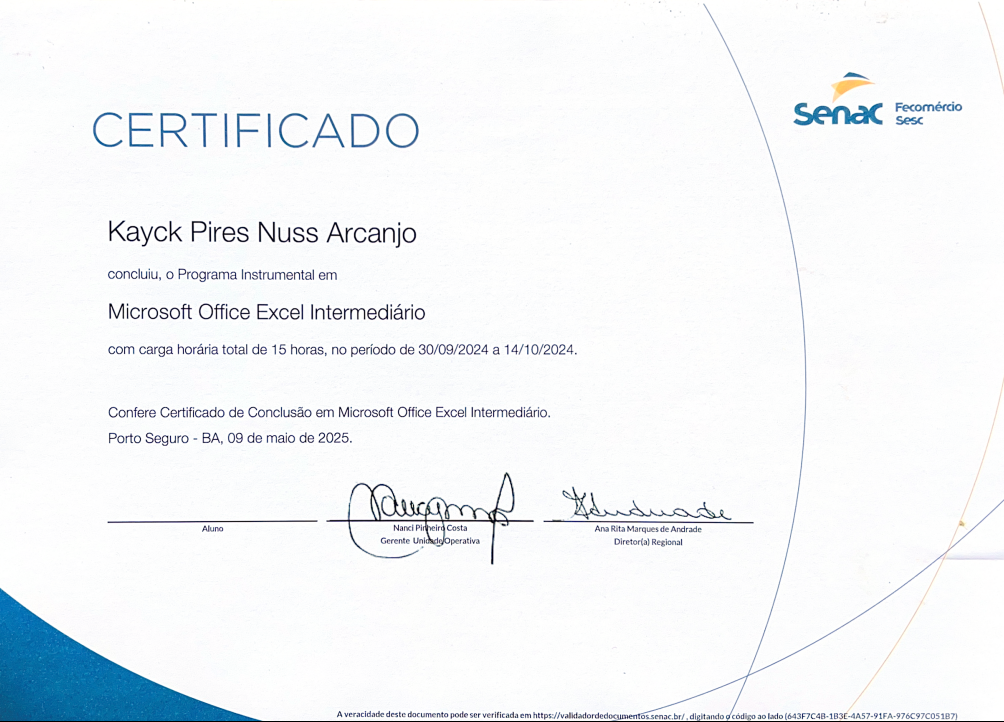 CERTIFICADO
senac Fecomércio
Sesc
Kayck Pires Nuss Arcanjo
concluiu, o Programa Instrumental em
Microsoft Office Excel Intermediário
com carga horária total de 15 horas, no período de 30/09/2024 a 14/10/2024.
Confere Certificado de Conclusão em Microsoft Office Excel Intermediário.
Porto Seguro - BA, 09 de maio de 2025.
Aluno
Nanci Pinheiro Costa
Gerente Unidade Operativa
Ana Rita Marques de Andrade
Diretor(a) Regional
A veracidade deste documento pode ser verificada em https://validadordedocumentos.senac.br/ , digitando o código ao lado (643F7C4B-1B3E-4A57-91FA-976C97C051B7)